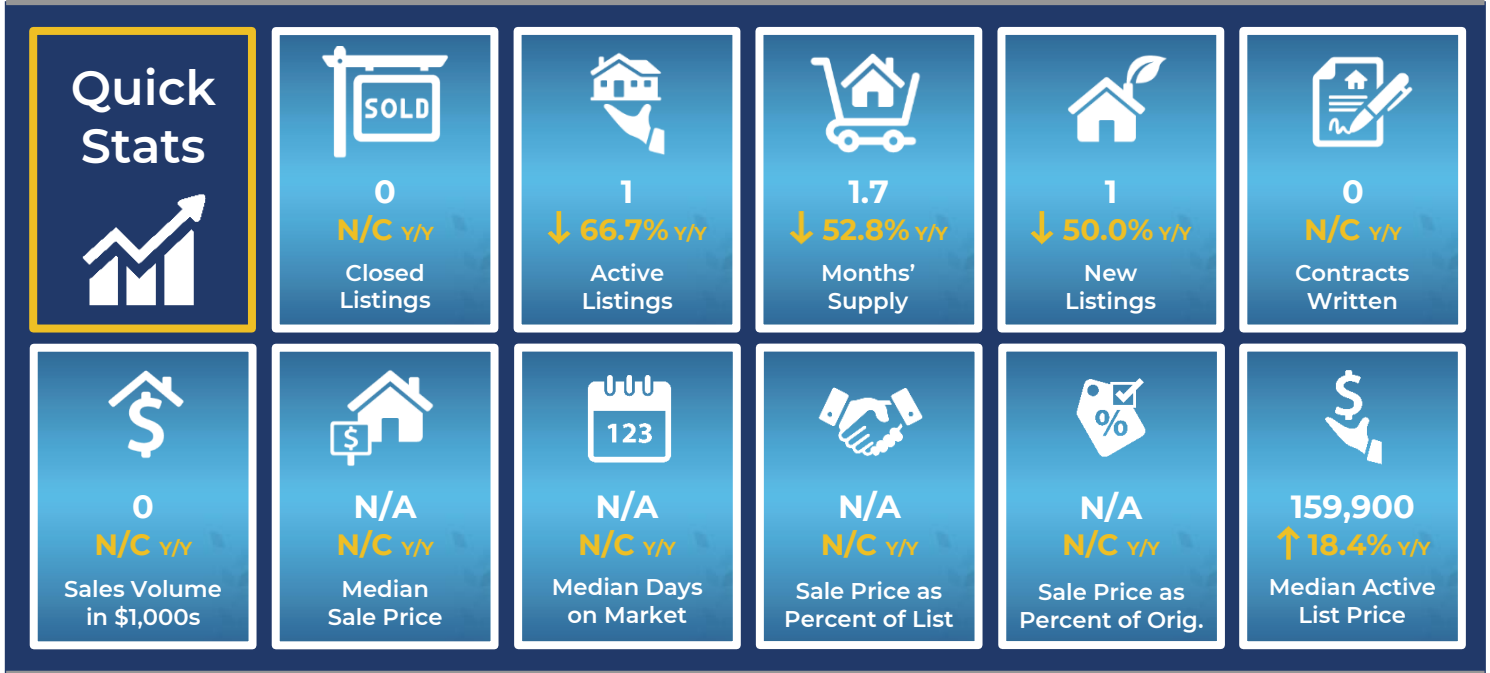 Quick
Stats
SOLD
0
N/C Y/Y
Closed
Listings
1
↓ 66.7% Y/Y
Active
Listings
1.7
↓ 52.8% Y/Y
Months’
Supply
1
↓ 50.0% Y/Y
New
Listings
0
N/C Y/Y
Contracts
Written
$
0
N/C Y/Y
Sales Volume
in $1,000s
$
N/A
N/C Y/Y
Median
Sale Price
123
N/A
N/C Y/Y
Median Days
on Market
N/A
N/C Y/Y
Sale Price as
Percent of List
%
N/A
N/C Y/Y
Sale Price as
Percent of Orig.
$
159,900
↑ 18.4% Y/Y
Median Active
List Price